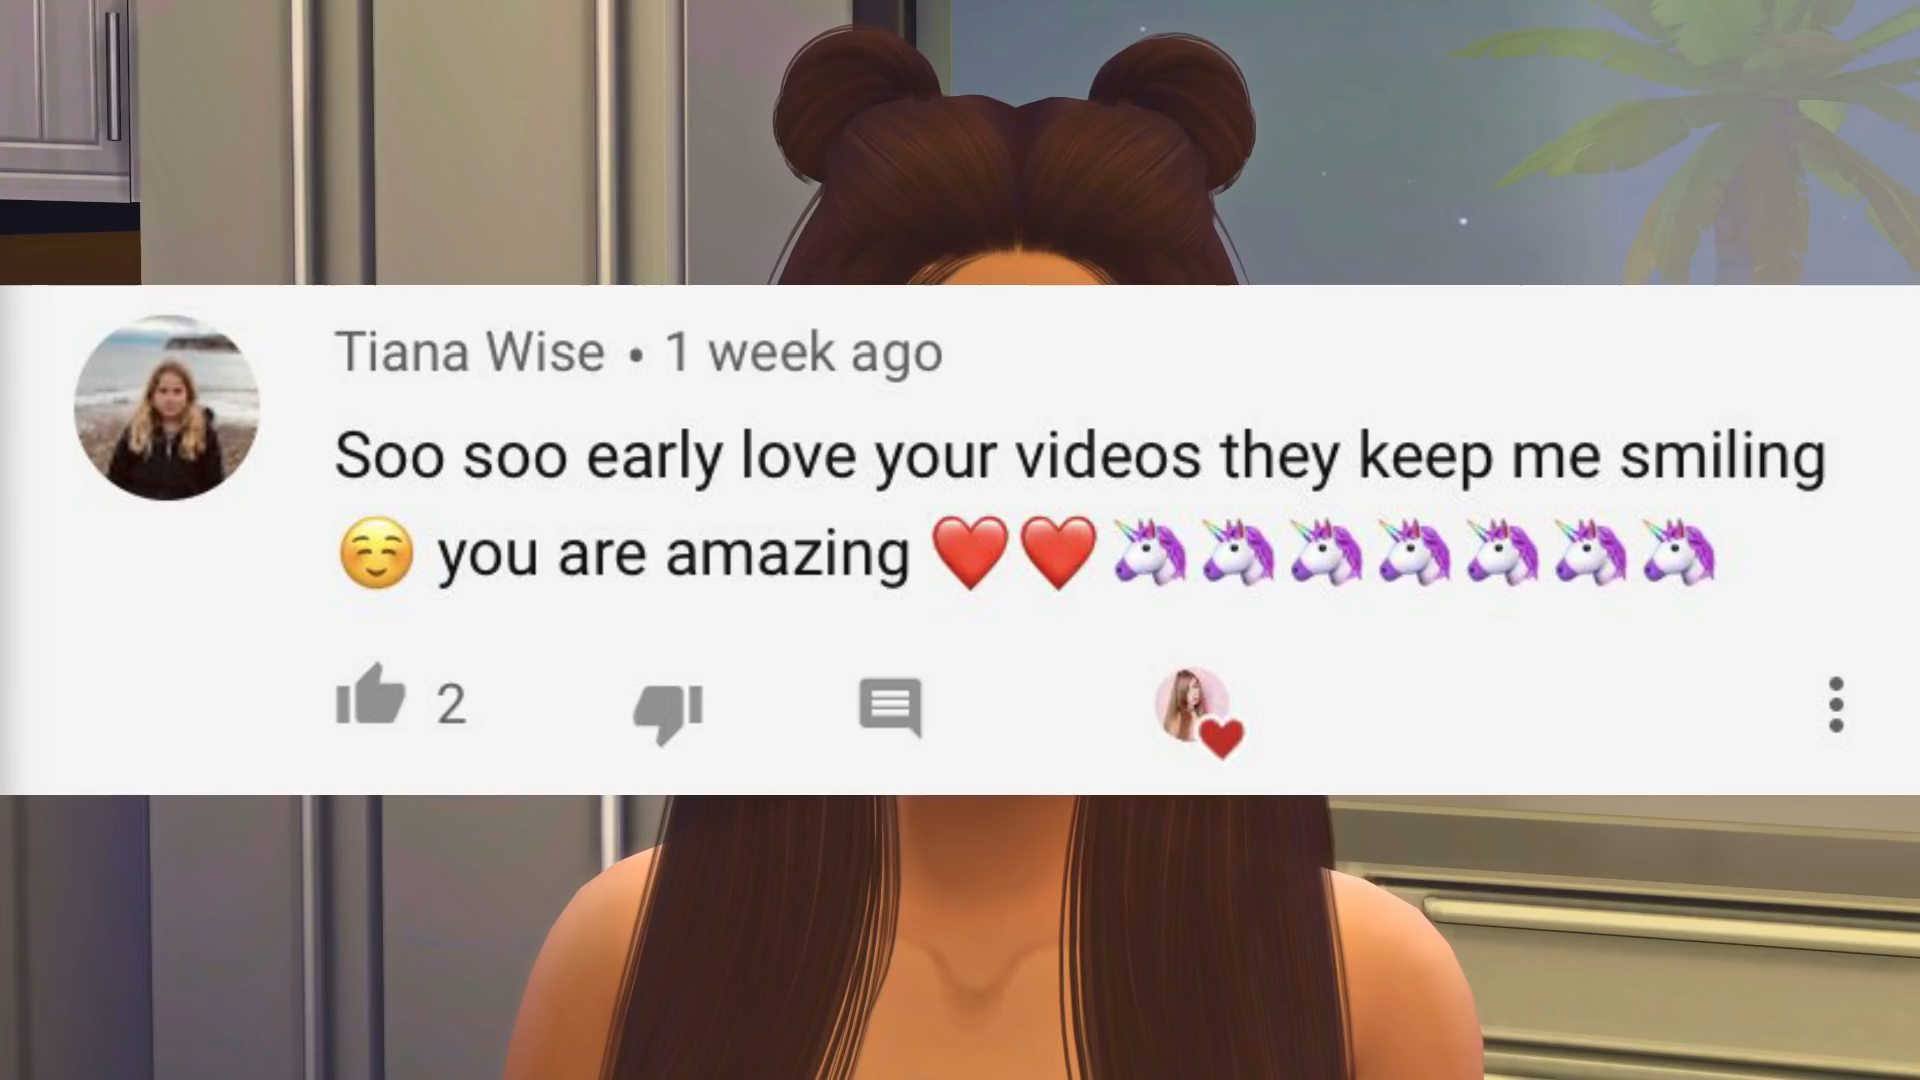 Tiana Wise • 1 week ago
Soo soo early love your videos they keep me smiling
☺️ you are amazing ❤️❤️🦄🦄🦄🦄🦄🦄🦄
2